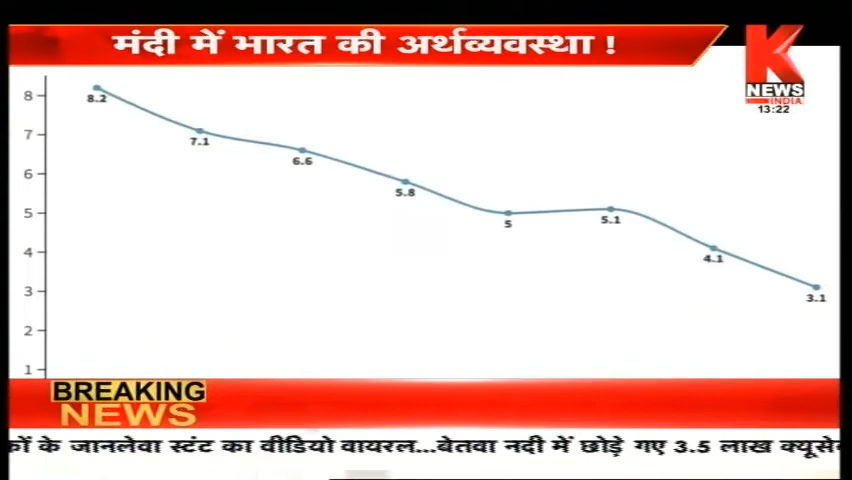 मंदी में भारत की अर्थव्यवस्था !
K
NEWS
INDIA
13:22
8
7
6
5
4
3
2
1
8.2
7.1
6.6
5.8
5
5.1
4.1
3.1
BREAKING
NEWS
के जानलेवा स्टंट का वीडियो वायरल...बेतवा नदी में छोड़े गए 3.5 लाख